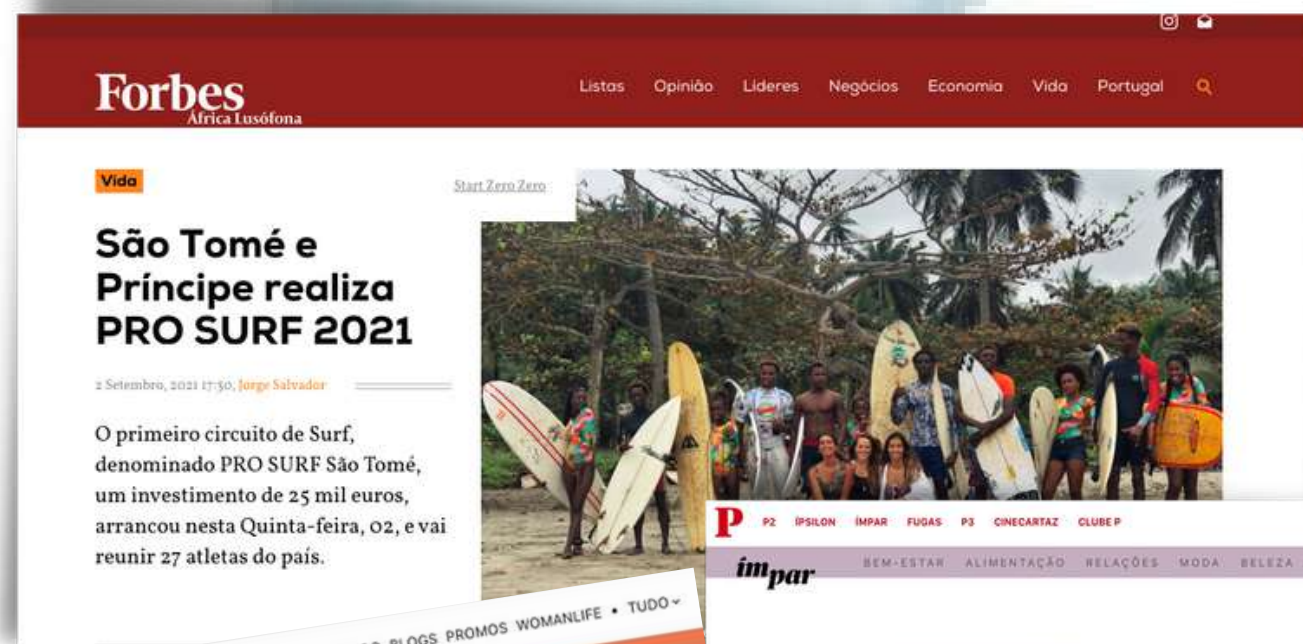 Forbes
África Lusófona
Listas Opinião Líderes Negócios Economia Vida Portugal
Vida
Start Zero Zero
São Tomé e
Príncipe realiza
PRO SURF 2021
2 Setembro, 2021 17:30, Jorge Salvador
O primeiro circuito de Surf,
denominado PRO SURF São Tomé,
um investimento de 25 mil euros,
arrancou nesta Quinta-feira, 02, e vai
reunir 27 atletas do país.
P P2 ÍPSILON ÍMPAR FUGAS P3 CINECARTAZ CLUBE P
ímpar BEM-ESTAR ALIMENTAÇÃO RELAÇÕES MODA BELEZA
BLOGS PROMOS WOMANLIFE • TUDO